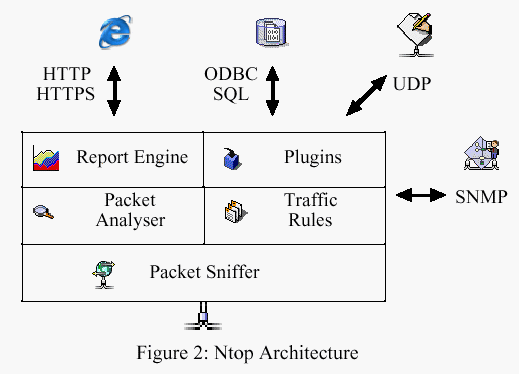 HTTP
HTTPS
ODBC
SQL
UDP
Report Engine
Plugins
Packet
Analyser
Traffic
Rules
SNMP
Packet Sniffer
Figure 2: Ntop Architecture